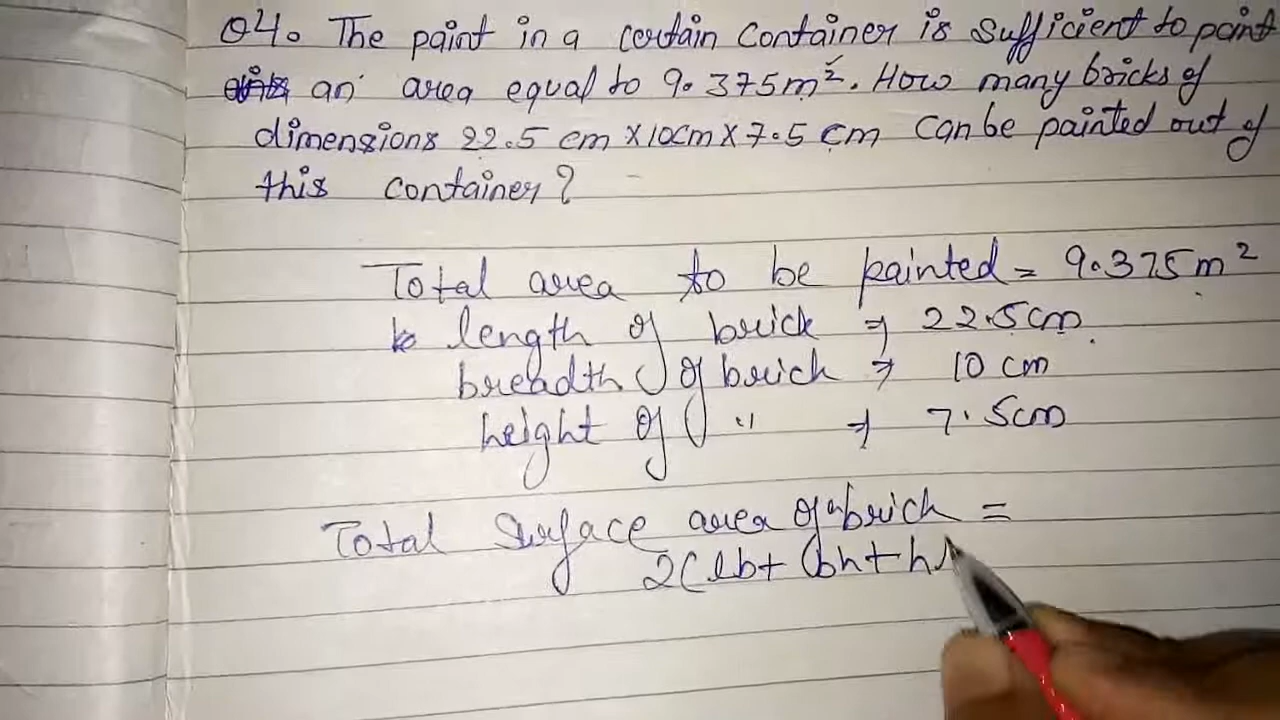 Q4. The paint in a certain container is sufficient to paint
an area equal to 9.375m². How many bricks of
dimensions 22.5 cm x10cm x 7.5 cm can be painted out of
this container?
Total area to be painted = 9.375m²
length of brick ⇒ 22.5cm
breadth of brick ⇒ 10 cm
height of " ⇒ 7.5cm
Total Surface area of a brick =
2(lb+ bh + h